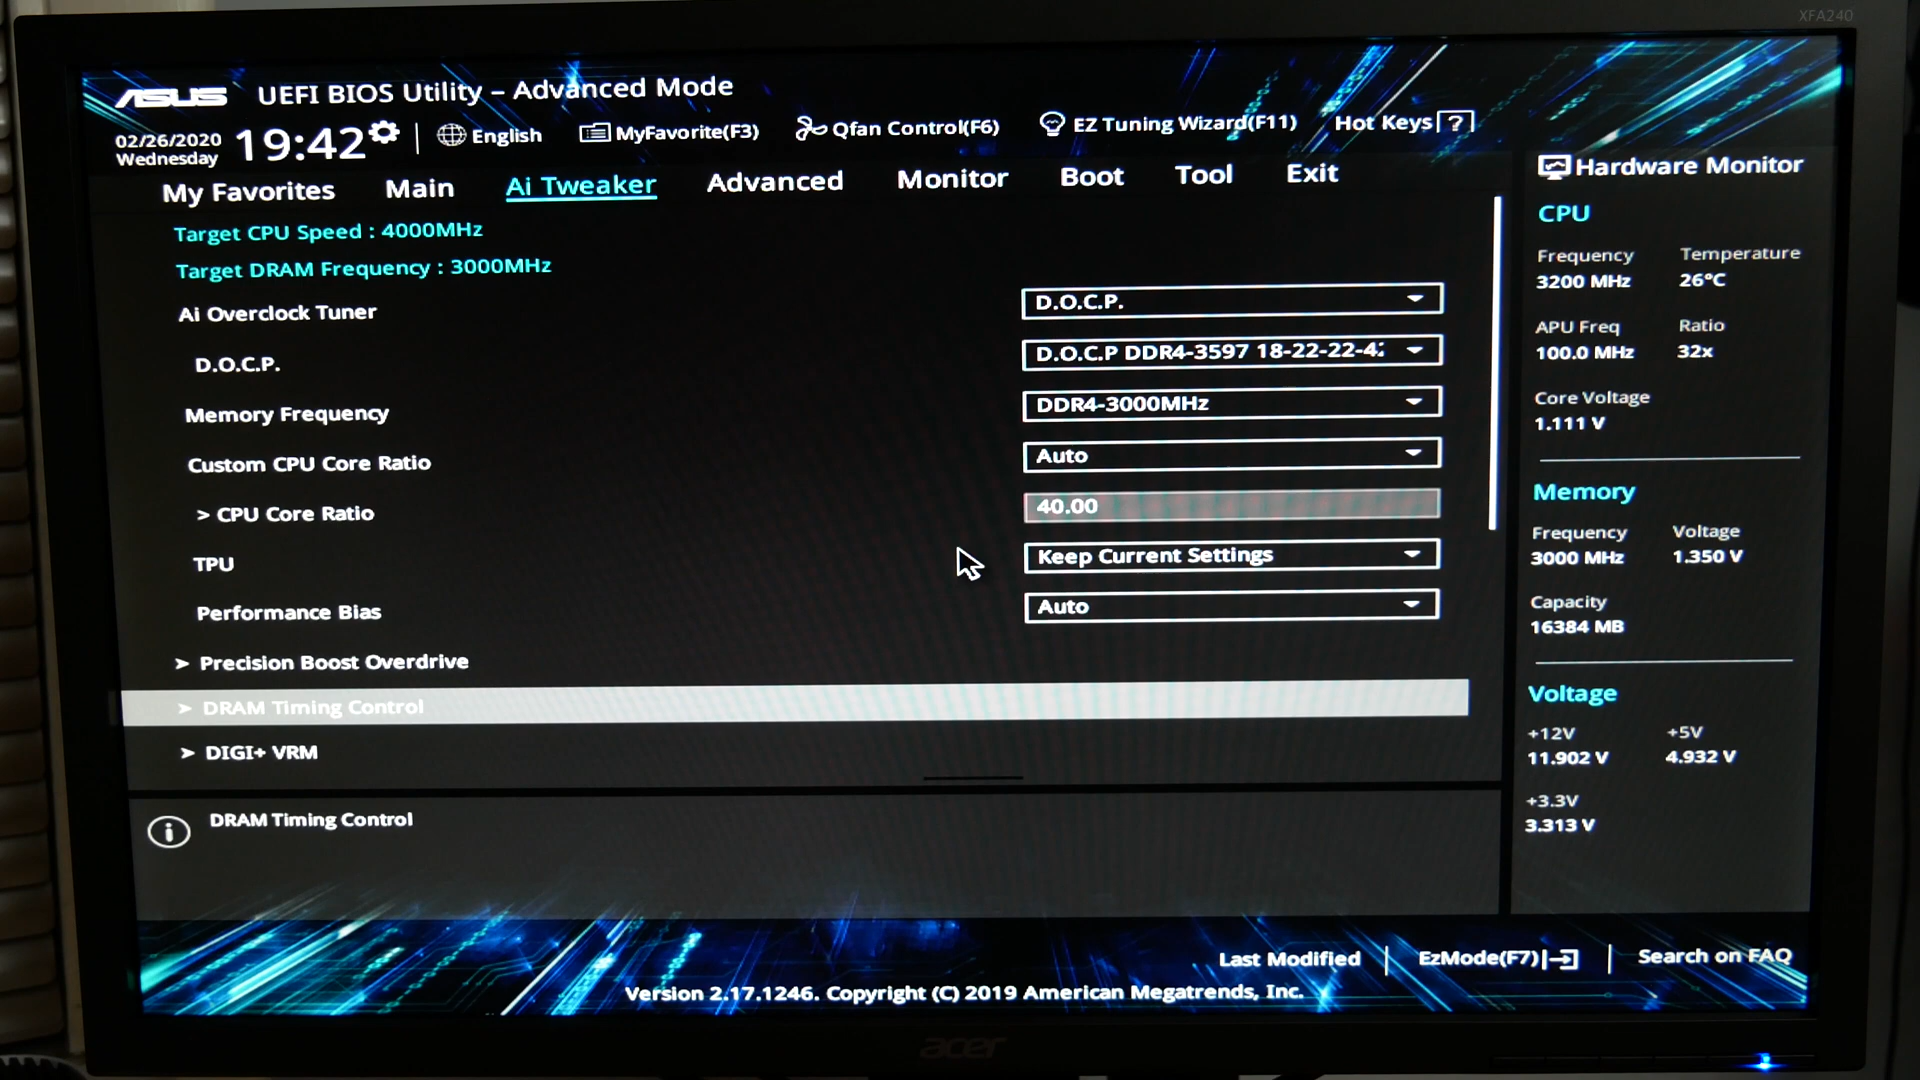 XFA240
ASUS UEFI BIOS Utility – Advanced Mode
02/26/2020
Wednesday
19:42
English
MyFavorite(F3)
Qfan Control(F6)
EZ Tuning Wizard(F11)
Hot Keys ?
My Favorites
Main
Ai Tweaker
Advanced
Monitor
Boot
Tool
Exit
Target CPU Speed : 4000MHz
Target DRAM Frequency : 3000MHz
Ai Overclock Tuner
D.O.C.P.
D.O.C.P.
D.O.C.P DDR4-3597 18-22-22-4
Memory Frequency
DDR4-3000MHz
Custom CPU Core Ratio
Auto
> CPU Core Ratio
40.00
TPU
Keep Current Settings
Performance Bias
Auto
> Precision Boost Overdrive
> DRAM Timing Control
> DIGI+ VRM
DRAM Timing Control
Hardware Monitor
CPU
Frequency Temperature
3200 MHz 26°C
APU Freq Ratio
100.0 MHz 32x
Core Voltage
1.111 V
Memory
Frequency Voltage
3000 MHz 1.350 V
Capacity
16384 MB
Voltage
+12V +5V
11.902 V 4.932 V
+3.3V
3.313 V
Last Modified
EzMode(F7)
Search on FAQ
Version 2.17.1246. Copyright (C) 2019 American Megatrends, Inc.
acer